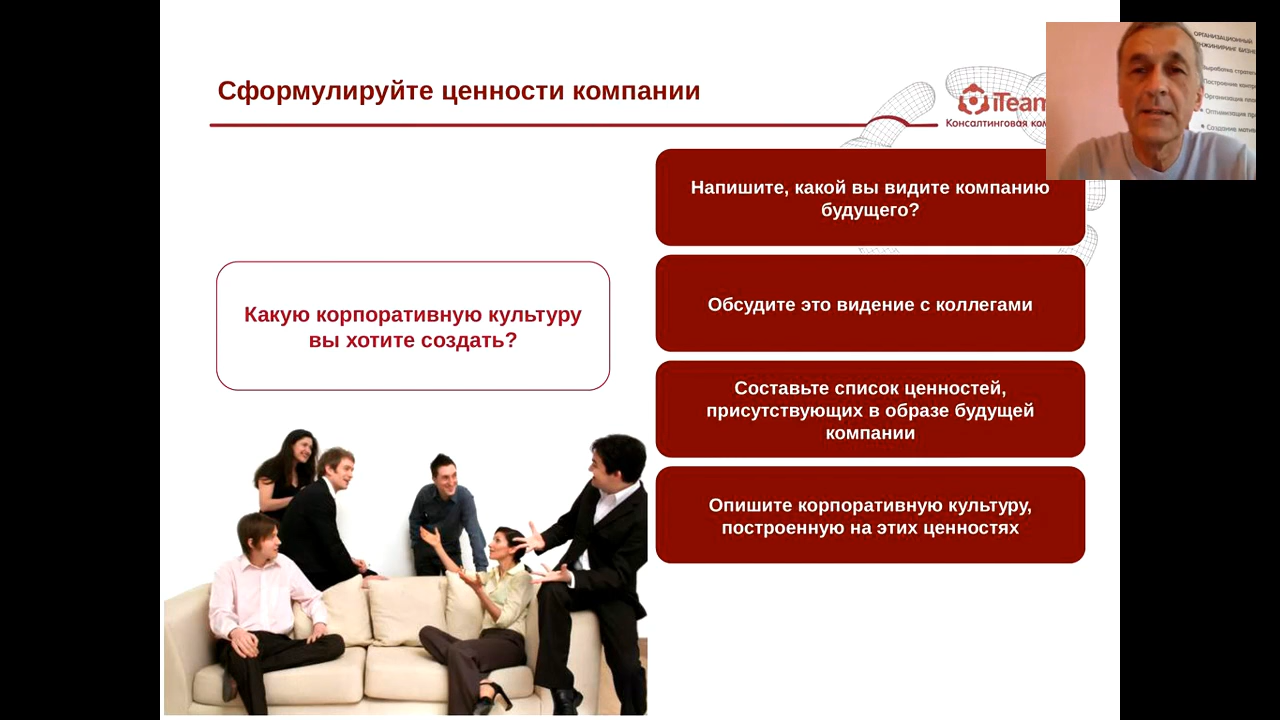 Сформулируйте ценности компании
iTeam
Консалтинговая
ОРГАНИЗАЦИОННЫЙ
Напишите, какой вы видите компанию
будущего?
Обсудите это видение с коллегами
Какую корпоративную культуру
вы хотите создать?
Составьте список ценностей,
присутствующих в образе будущей
компании
Опишите корпоративную культуру,
построенную на этих ценностях